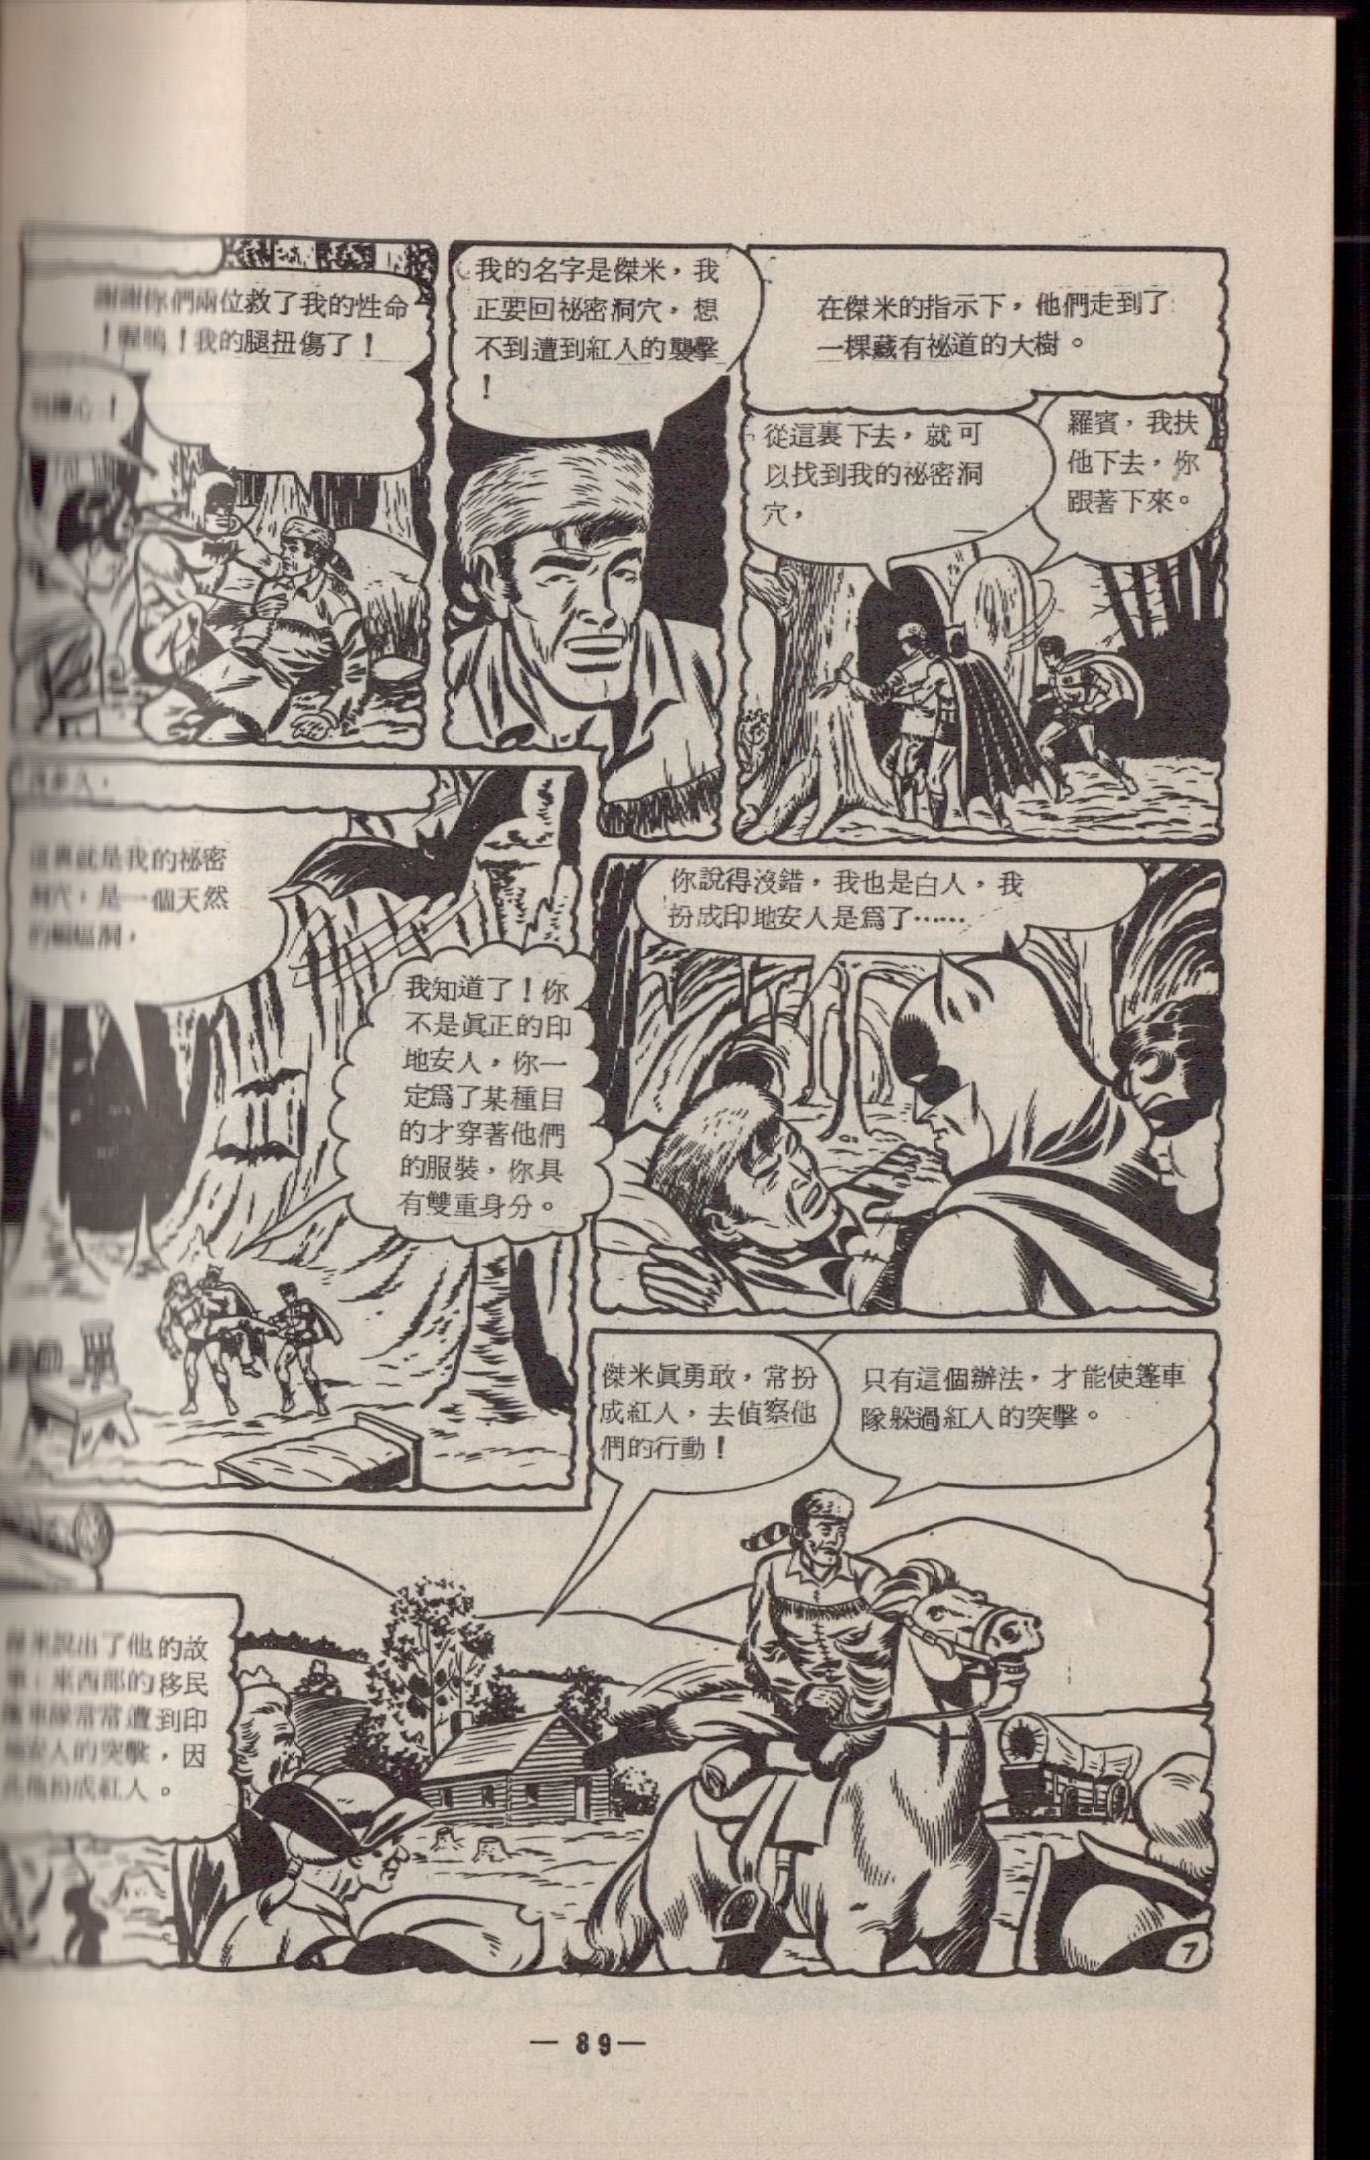 謝謝你們兩位救了我的性命
！喔嗚！我的腿扭傷了！
我的名字是傑米，我
正要回祕密洞穴，想
不到遭到紅人的襲擊
！
在傑米的指示下，他們走到了
一棵藏有祕道的大樹。
從這裏下去，就可
以找到我的祕密洞
穴，
羅賓，我扶
他下去，你
跟著下來。
這裏就是我的祕密
洞穴，是一個天然
的蝙蝠洞，
我知道了！你
不是眞正的印
地安人，你一
定爲了某種目
的才穿著他們
的服裝，你具
有雙重身分。
你說得沒錯，我也是白人，我
扮成印地安人是爲了⋯⋯
傑米說出了他的故
事：東西部的移民
篷車隊常常遭到印
地安人的突擊，因
此他扮成紅人。
傑米眞勇敢，常扮
成紅人，去偵察他
們的行動！
只有這個辦法，才能使篷車
隊躲過紅人的突擊。
7
— 89 —